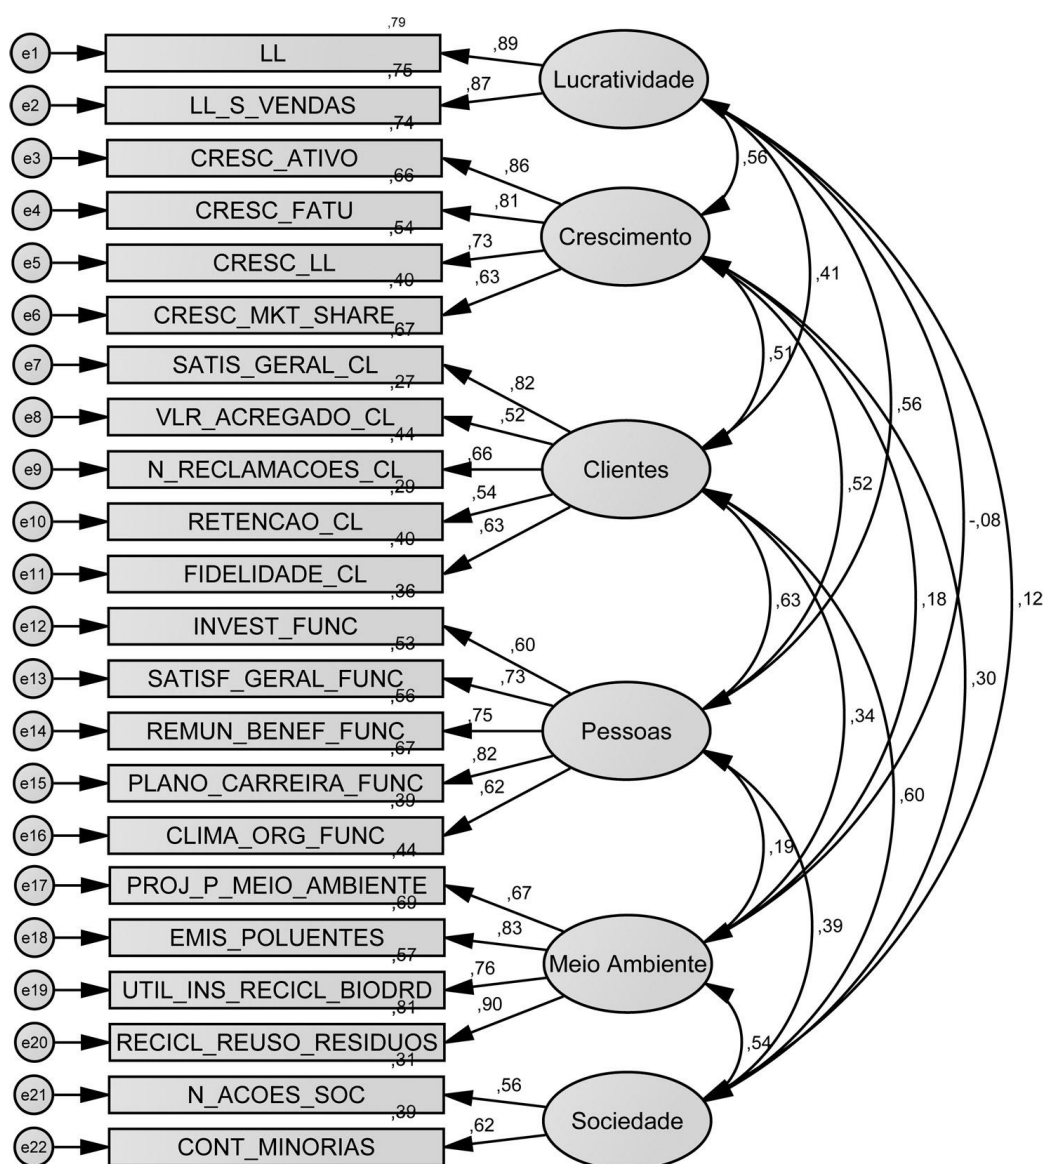 ,79
e1 LL ,89 Lucratividade
,75
e2 LL_S_VENDAS ,87
,74
e3 CRESC_ATIVO ,86 ,56
,66
e4 CRESC_FATU ,81 Crescimento
,54
e5 CRESC_LL ,73 ,41
,40
e6 CRESC_MKT_SHARE ,63
,67
e7 SATIS_GERAL_CL ,82 ,51
,27
e8 VLR_ACREGADO_CL ,52 ,56
,44
e9 N_RECLAMACOES_CL ,66 Clientes ,52
,29
e10 RETENCAO_CL ,54 -,08
,40
e11 FIDELIDADE_CL ,63
,36
e12 INVEST_FUNC ,60 ,63 ,18 ,12
,53
e13 SATISF_GERAL_FUNC ,73 ,30
,56
e14 REMUN_BENEF_FUNC ,75 Pessoas ,34
,67
e15 PLANO_CARREIRA_FUNC ,82 ,60
,39
e16 CLIMA_ORG_FUNC ,62 ,19
,44
e17 PROJ_P_MEIO_AMBIENTE ,67
,69
e18 EMIS_POLUENTES ,83 ,39
,57
e19 UTIL_INS_RECICL_BIODRD ,76 Meio Ambiente
,81
e20 RECICL_REUSO_RESIDUOS ,90 ,54
,31
e21 N_ACOES_SOC ,56 Sociedade
,39
e22 CONT_MINORIAS ,62